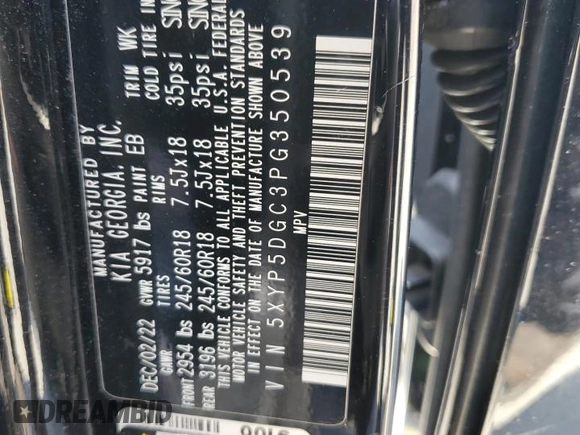 MANUFACTURED BY
KIA GEORGIA, INC.
DEC/02/22 GVWR 5917 lbs PAINT EB TRIM WK
GAWR TIRES RIMS COLD TIRE IN
FRONT 2954 lbs 245/60R18 7.5Jx18 35psi SING
REAR 3196 lbs 245/60R18 7.5Jx18 35psi SING
THIS VEHICLE CONFORMS TO ALL APPLICABLE U.S.A. FEDERAL
MOTOR VEHICLE SAFETY AND THEFT PREVENTION STANDARDS
IN EFFECT ON THE DATE OF MANUFACTURE SHOWN ABOVE
VIN 5XYP5DGC3PG350539
MPV
DREAMBID